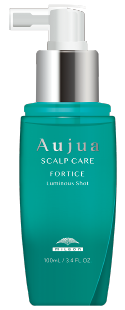 Aujua
SCALP CARE
FORTICE
Luminous Shot
MILBON
100mL / 3.4 FL OZ